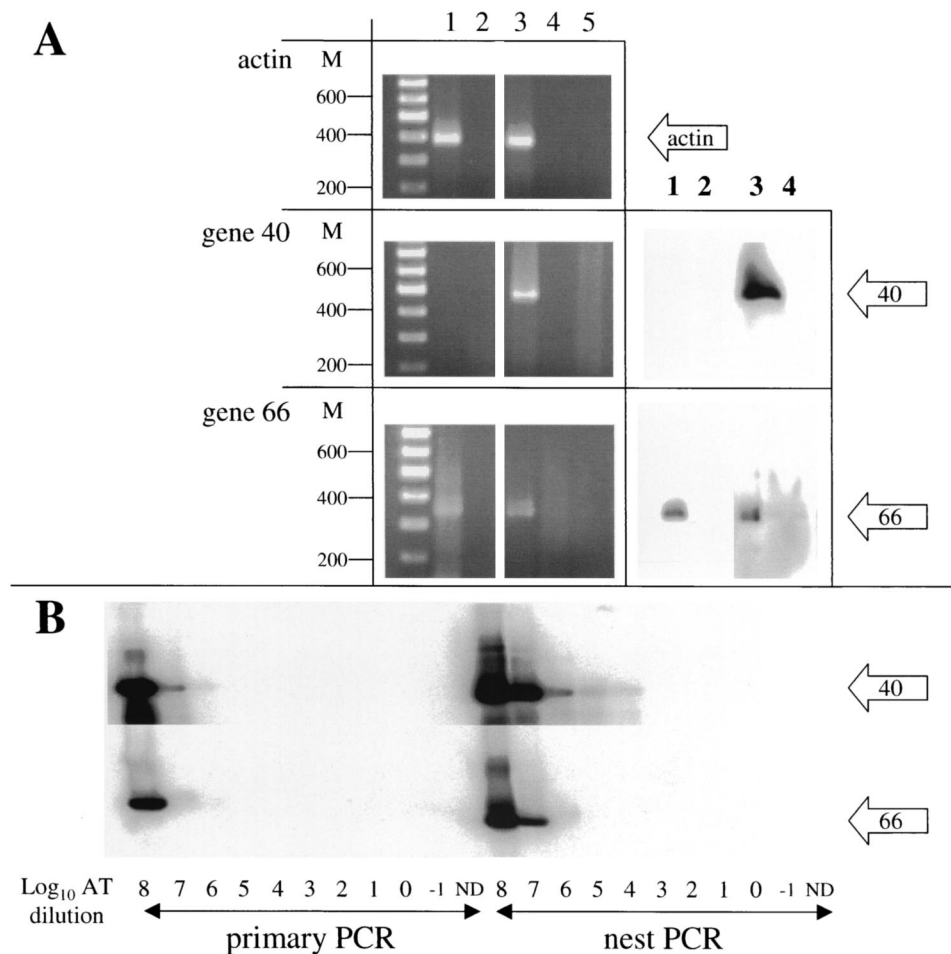 A
1 2 3 4 5
actin M
600
400
200
actin
1 2 3 4
gene 40 M
600
400
200
40
gene 66 M
600
400
200
66
B
40
66
Log10 AT dilution
8 7 6 5 4 3 2 1 0 -1 ND 8 7 6 5 4 3 2 1 0 -1 ND
primary PCR nest PCR